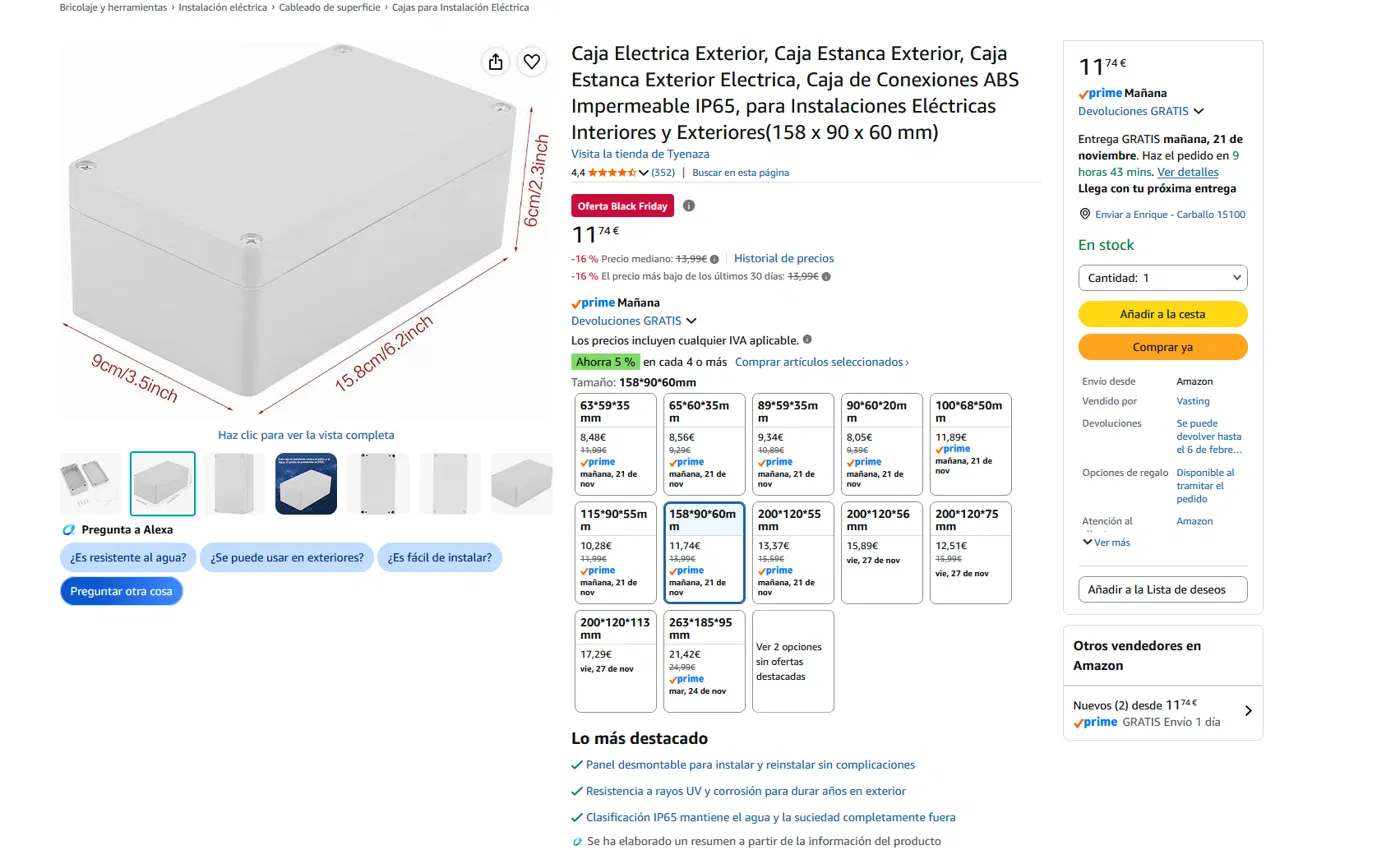 Bricolaje y herramientas › Instalación eléctrica › Cableado de superficie › Cajas para Instalación Eléctrica
6cm/2.3inch
9cm/3.5inch
15.8cm/6.2inch
Haz clic para ver la vista completa
Pregunta a Alexa
¿Es resistente al agua?
¿Se puede usar en exteriores?
¿Es fácil de instalar?
Preguntar otra cosa
Caja Electrica Exterior, Caja Estanca Exterior, Caja
Estanca Exterior Electrica, Caja de Conexiones ABS
Impermeable IP65, para Instalaciones Eléctricas
Interiores y Exteriores(158 x 90 x 60 mm)
Visita la tienda de Tyenaza
4,4 (352) | Buscar en esta página
Oferta Black Friday
11 74 €
-16 % Precio mediano: 13,99€ Historial de precios
-16 % El precio más bajo de los últimos 30 días: 13,99€
prime Mañana
Devoluciones GRATIS
Los precios incluyen cualquier IVA aplicable.
Ahorra 5 % en cada 4 o más Comprar artículos seleccionados ›
Tamaño: 158*90*60mm
63*59*35
mm
8,48€
11,99€
prime
mañana, 21 de
nov
65*60*35m
m
8,56€
9,29€
prime
mañana, 21 de
nov
89*59*35m
m
9,34€
10,89€
prime
mañana, 21 de
nov
90*60*20m
m
8,05€
9,39€
prime
mañana, 21 de
nov
100*68*50m
m
11,89€
prime
mañana, 21 de
nov
115*90*55m
m
10,28€
11,99€
prime
mañana, 21 de
nov
158*90*60m
m
11,74€
13,99€
prime
mañana, 21 de
nov
200*120*55
mm
13,37€
15,59€
prime
mañana, 21 de
nov
200*120*56
mm
15,89€
vie, 27 de nov
200*120*75
mm
12,51€
15,99€
vie, 27 de nov
200*120*113
mm
17,29€
vie, 27 de nov
263*185*95
mm
21,42€
24,99€
prime
mar, 24 de nov
Ver 2 opciones
sin ofertas
destacadas
Lo más destacado
Panel desmontable para instalar y reinstalar sin complicaciones
Resistencia a rayos UV y corrosión para durar años en exterior
Clasificación IP65 mantiene el agua y la suciedad completamente fuera
Se ha elaborado un resumen a partir de la información del producto
11 74 €
prime Mañana
Devoluciones GRATIS
Entrega GRATIS mañana, 21 de
noviembre. Haz el pedido en 9
horas 43 mins. Ver detalles
Llega con tu próxima entrega
Enviar a Enrique - Carballo 15100
En stock
Cantidad: 1
Añadir a la cesta
Comprar ya
Envío desde Amazon
Vendido por Vasting
Devoluciones Se puede
devolver hasta
el 6 de febre...
Opciones de regalo Disponible al
tramitar el
pedido
Atención al Amazon
Ver más
Añadir a la Lista de deseos
Otros vendedores en
Amazon
Nuevos (2) desde 11 74 €
prime GRATIS Envío 1 día